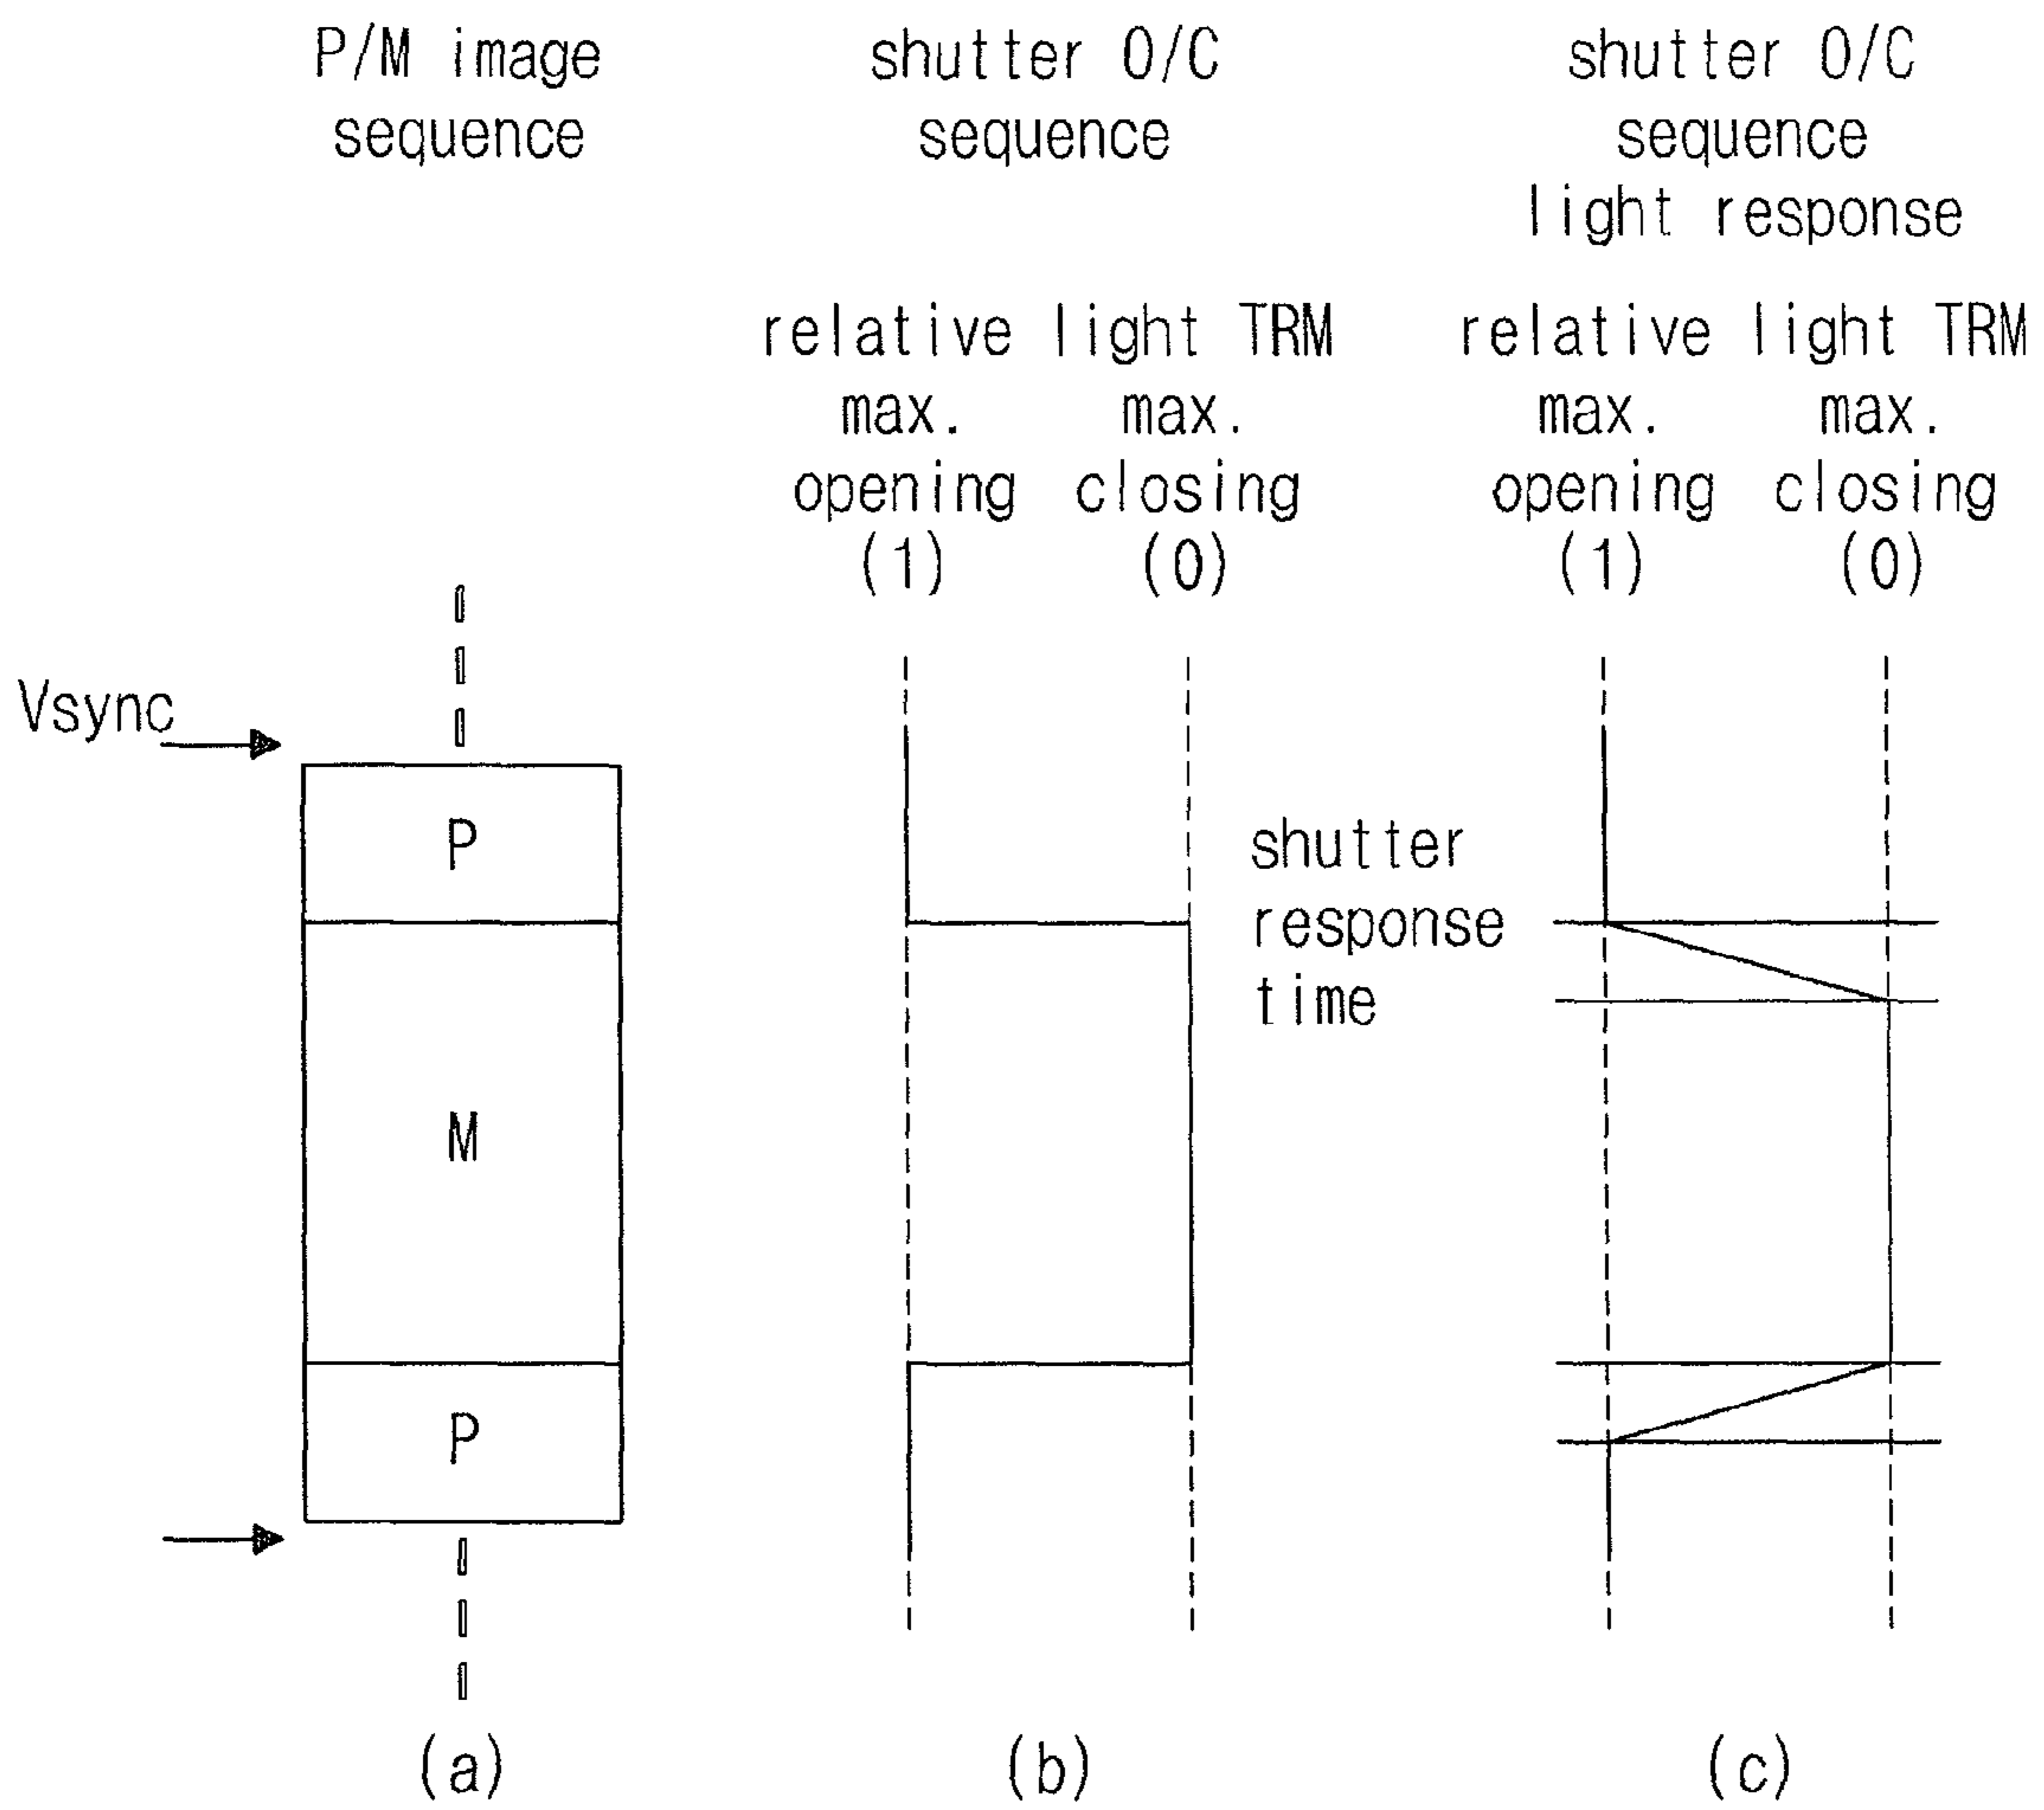 P/M image
sequence
shutter O/C
sequence
shutter O/C
sequence
light response
relative light TRM
max. max.
opening closing
(1) (0)
relative light TRM
max. max.
opening closing
(1) (0)
Vsync
P
M
P
shutter
response
time
(a)
(b)
(c)